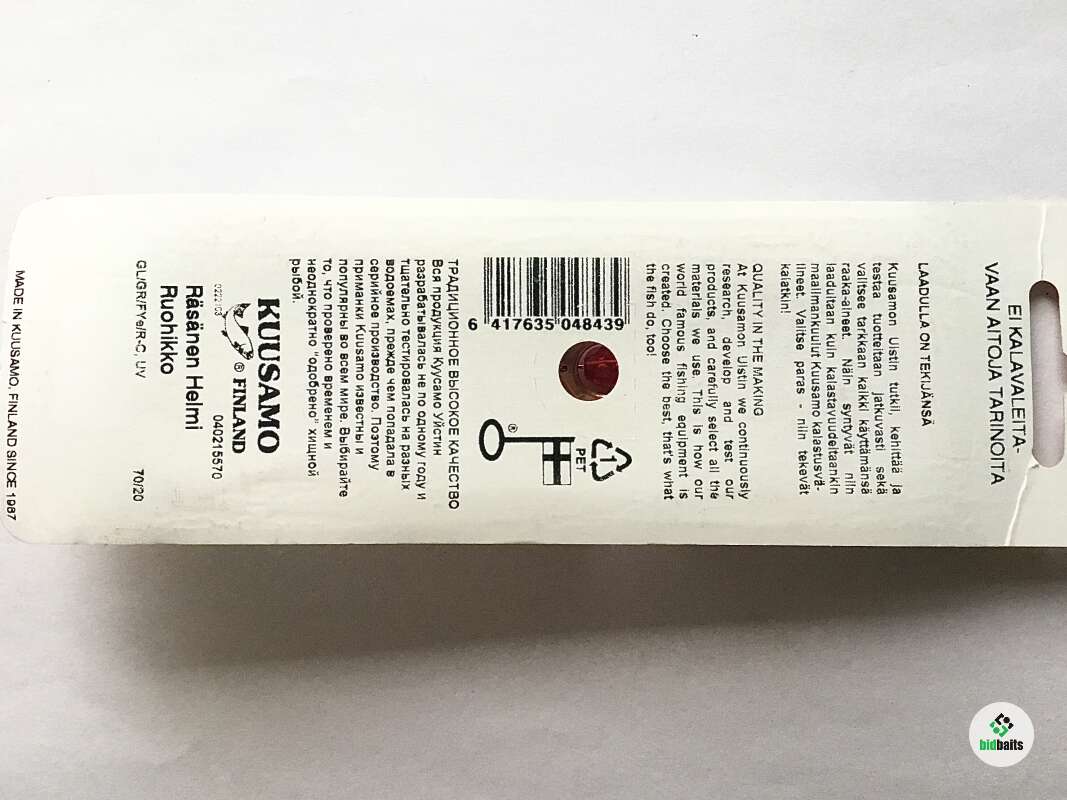 EI KALAVALEITA-
VAAN AITOJA TARINOITA
LAADULLA ON TEKIJÄNSÄ
Kuusamon Uistin tutkii, kehittää ja
testaa tuotteitaan jatkuvasti sekä
valitsee tarkkaan kaikki käyttämänsä
raaka-aineet. Näin syntyvät niin
laadultaan kuin kalastavuudeltaankin
maailmankuulut Kuusamo kalastusvä-
lineet. Valitse paras - niin tekevät
kalatkin!
QUALITY IN THE MAKING
At Kuusamon Uistin we continuously
research, develop and test our
products, and carefully select all the
materials we use. This is how our
world famous fishing equipment is
created. Choose the best, that's what
the fish do, too!
6 417635 048439
1
PET
®
ТРАДИЦИОННОЕ ВЫСОКОЕ КАЧЕСТВО
Вся продукция Куусамо Уйстин
разрабатывалась не по одному году и
тщательно тестировалась на разных
водоемах, прежде чем попадала в
серийное производство. Поэтому
приманки Kuusamo известны и
популярны во всем мире. Выбирайте
то, что проверено временем и
неоднократно "одобрено" хищной
рыбой.
KUUSAMO
® FINLAND
040215570
Räsänen Helmi
Ruohikko
GL/GR/FYe/R-C, UV
70/20
MADE IN KUUSAMO, FINLAND SINCE 1967
bidbaits